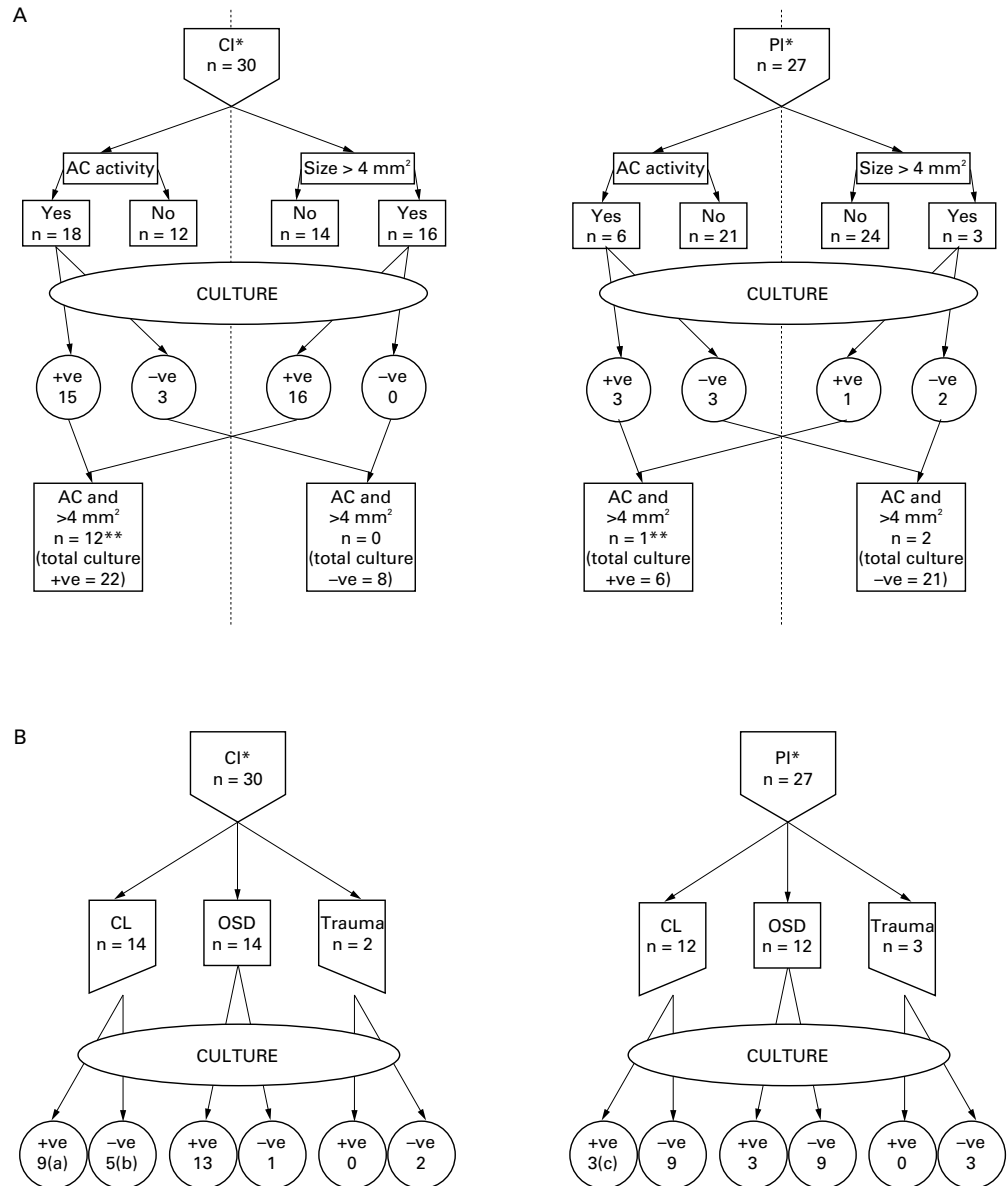 A
CI*
n = 30
AC activity
Size > 4 mm²
Yes
n = 18
No
n = 12
No
n = 14
Yes
n = 16
CULTURE
+ve
15
–ve
3
+ve
16
–ve
0
AC and
>4 mm²
n = 12**
(total culture
+ve = 22)
AC and
>4 mm²
n = 0
(total culture
–ve = 8)
PI*
n = 27
AC activity
Size > 4 mm²
Yes
n = 6
No
n = 21
No
n = 24
Yes
n = 3
CULTURE
+ve
3
–ve
3
+ve
1
–ve
2
AC and
>4 mm²
n = 1**
(total culture
+ve = 6)
AC and
>4 mm²
n = 2
(total culture
–ve = 21)
B
CI*
n = 30
CL
n = 14
OSD
n = 14
Trauma
n = 2
CULTURE
+ve
9(a)
–ve
5(b)
+ve
13
–ve
1
+ve
0
–ve
2
PI*
n = 27
CL
n = 12
OSD
n = 12
Trauma
n = 3
CULTURE
+ve
3(c)
–ve
9
+ve
3
–ve
9
+ve
0
–ve
3